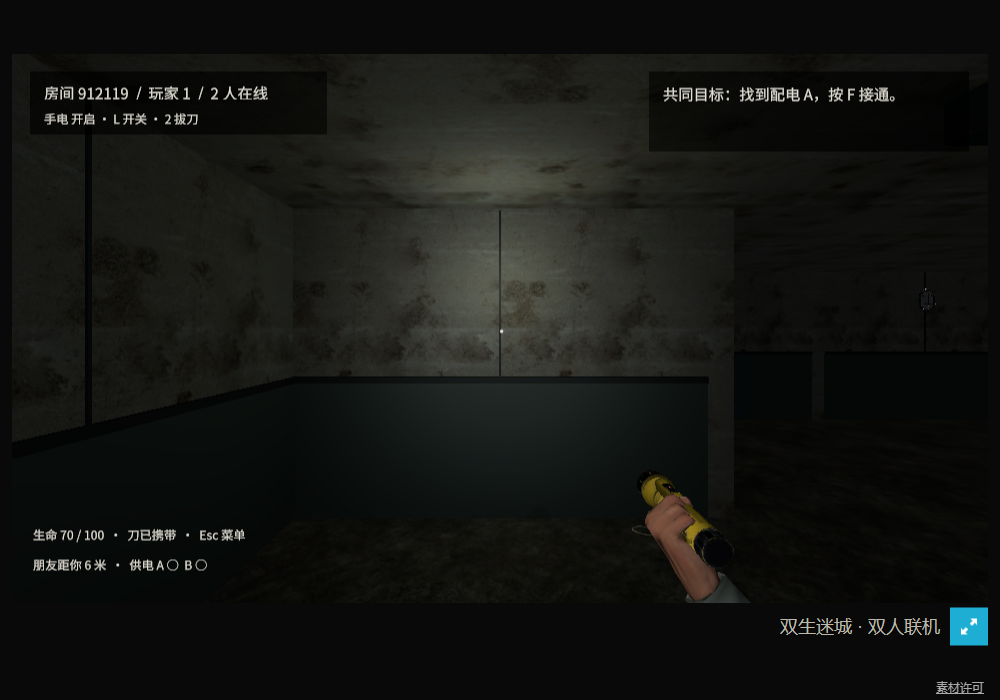 房间 912119 / 玩家 1 / 2 人在线
手电 开启 · L 开关 · 2 拔刀
共同目标：找到配电 A，按 F 接通。
生命 70 / 100 · 刀已携带 · Esc 菜单
朋友距你 6 米 · 供电 A○ B○
双生迷城 · 双人联机
素材许可